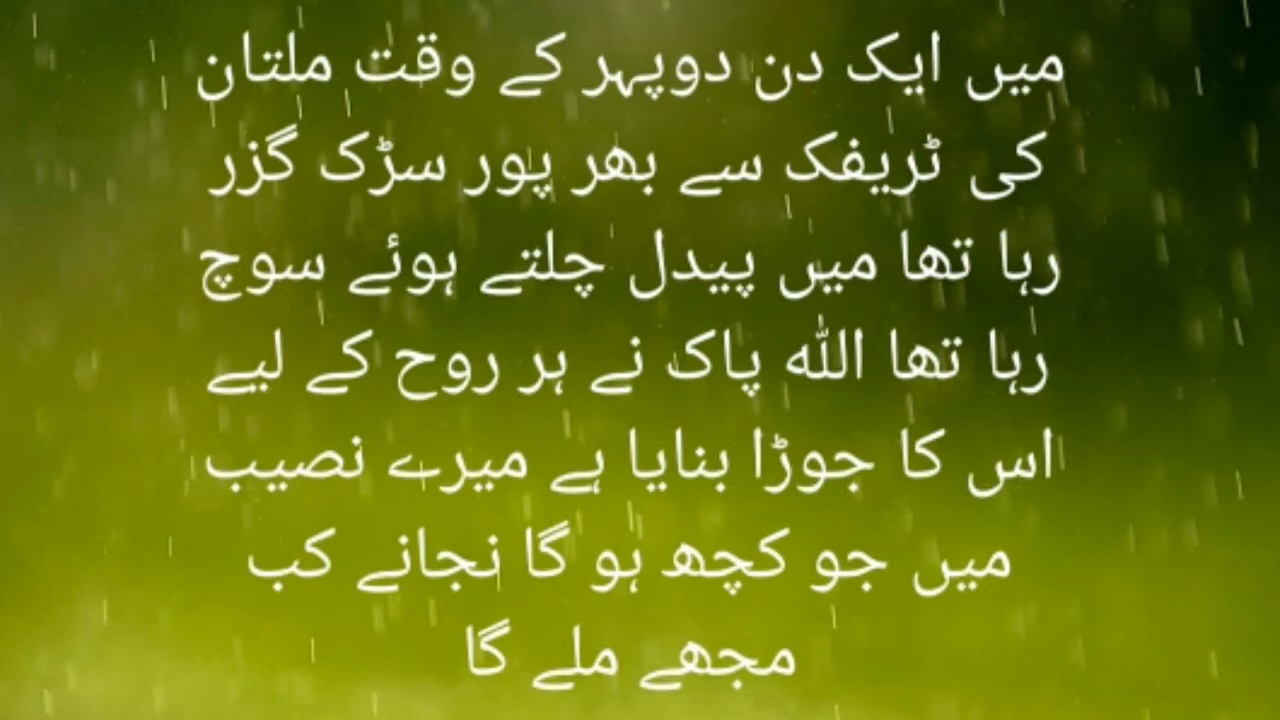 میں ایک دن دوپہر کے وقت ملتان
کی ٹریفک سے بھر پور سڑک گزر
رہا تھا میں پیدل چلتے ہوئے سوچ
رہا تھا اللہ پاک نے ہر روح کے لیے
اس کا جوڑا بنایا ہے میرے نصیب
میں جو کچھ ہو گا نجانے کب
مجھے ملے گا